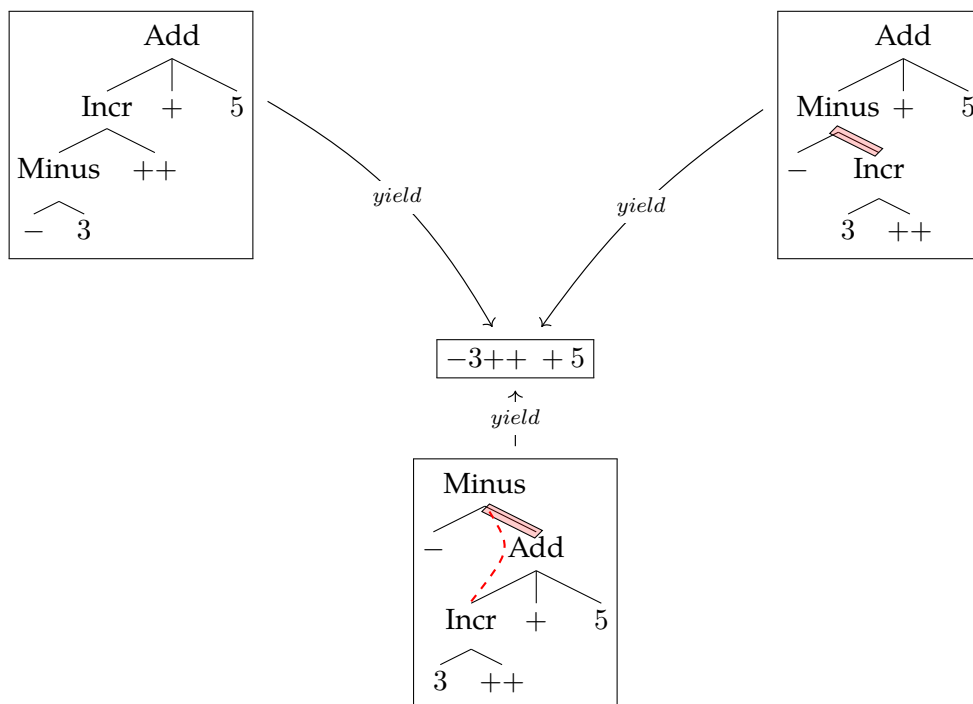 Add
Incr + 5
Minus ++
− 3
yield
Add
Minus + 5
− Incr
3 ++
yield
−3++ + 5
yield
Minus
− Add
Incr + 5
3 ++